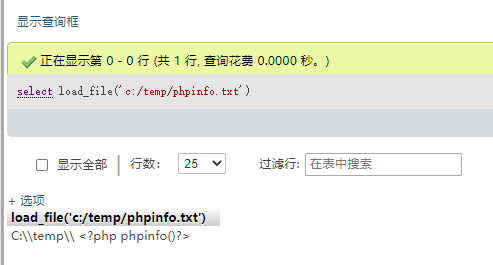 显示查询框
正在显示第 0 - 0 行 (共 1 行, 查询花费 0.0000 秒。)
select load_file('c:/temp/phpinfo.txt')
显示全部 行数： 25 过滤行: 在表中搜索
+ 选项
load_file('c:/temp/phpinfo.txt')
C:\\temp\\ <?php phpinfo()?>